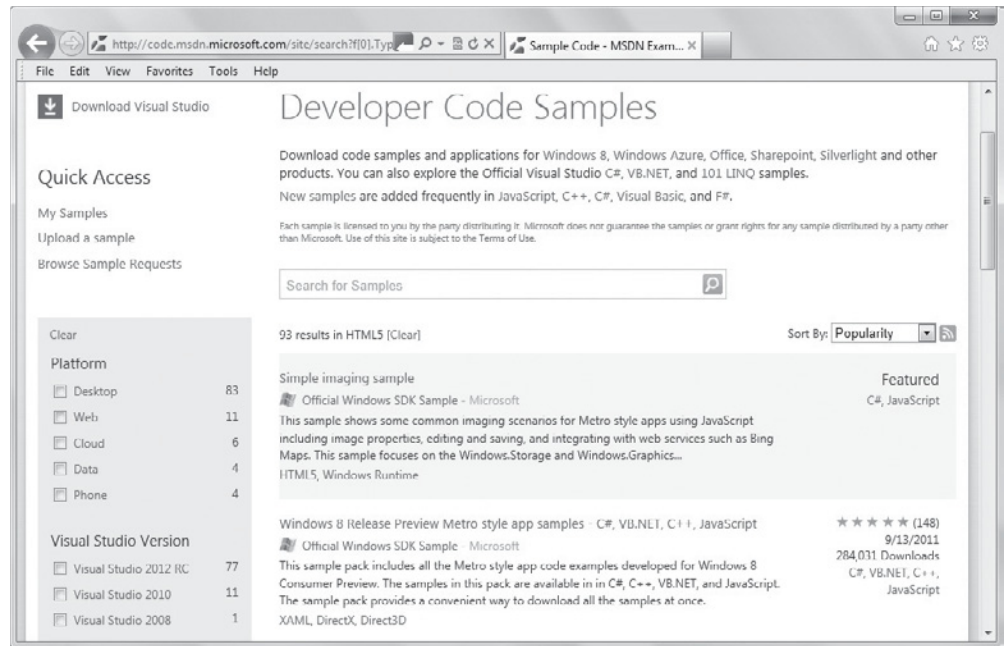 http://code.msdn.microsoft.com/site/search?f[0].Typ
Sample Code - MSDN Exam...
File Edit View Favorites Tools Help
Download Visual Studio
Quick Access
My Samples
Upload a sample
Browse Sample Requests
Clear
Platform
Desktop 83
Web 11
Cloud 6
Data 4
Phone 4
Visual Studio Version
Visual Studio 2012 RC 77
Visual Studio 2010 11
Visual Studio 2008 1
Developer Code Samples
Download code samples and applications for Windows 8, Windows Azure, Office, Sharepoint, Silverlight and other
products. You can also explore the Official Visual Studio C#, VB.NET, and 101 LINQ samples.
New samples are added frequently in JavaScript, C++, C#, Visual Basic, and F#.
Each sample is licensed to you by the party distributing it. Microsoft does not guarantee the samples or grant rights for any sample distributed by a party other
than Microsoft. Use of this site is subject to the Terms of Use.
Search for Samples
93 results in HTML5 [Clear]
Sort By: Popularity
Simple imaging sample
Official Windows SDK Sample - Microsoft
This sample shows some common imaging scenarios for Metro style apps using JavaScript
including image properties, editing and saving, and integrating with web services such as Bing
Maps. This sample focuses on the Windows.Storage and Windows.Graphics...
HTML5, Windows Runtime
Featured
C#, JavaScript
Windows 8 Release Preview Metro style app samples - C#, VB.NET, C++, JavaScript
Official Windows SDK Sample - Microsoft
This sample pack includes all the Metro style app code examples developed for Windows 8
Consumer Preview. The samples in this pack are available in in C#, C++, VB.NET, and JavaScript.
The sample pack provides a convenient way to download all the samples at once.
XAML, DirectX, Direct3D
(148)
9/13/2011
284,031 Downloads
C#, VB.NET, C++,
JavaScript